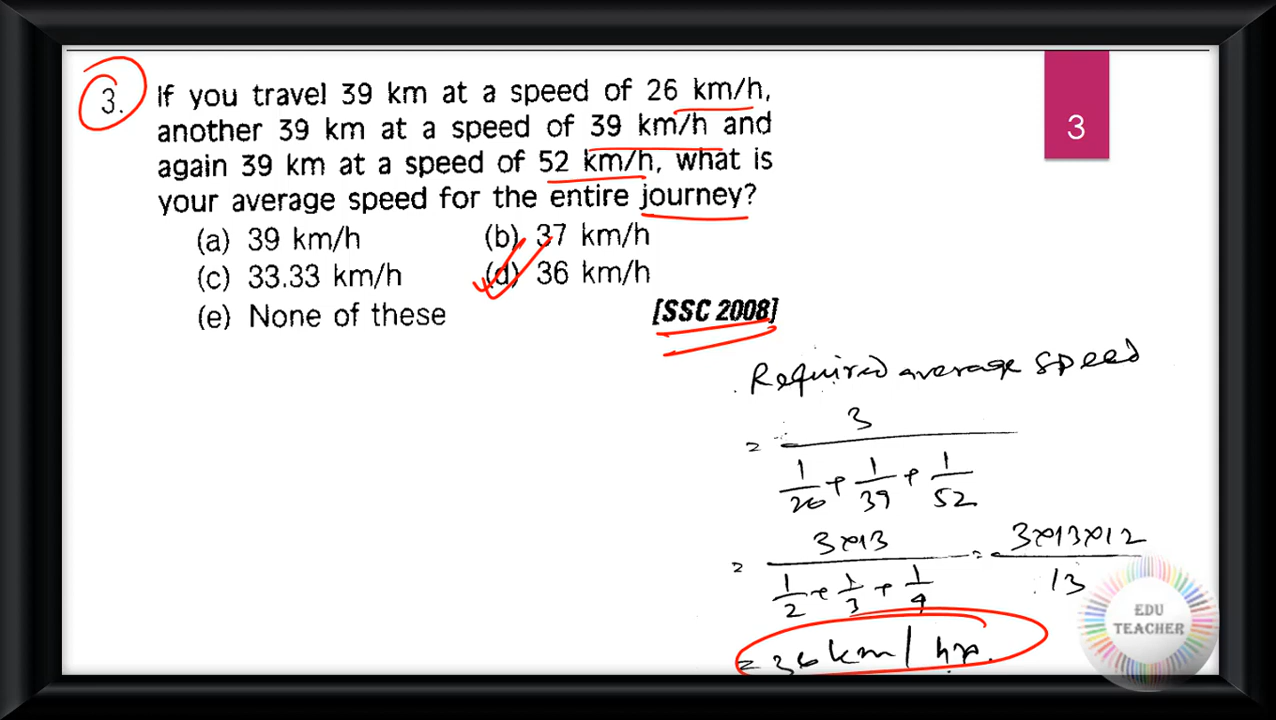 3.
If you travel 39 km at a speed of 26 km/h,
another 39 km at a speed of 39 km/h and
again 39 km at a speed of 52 km/h, what is
your average speed for the entire journey?
(a) 39 km/h (b) 37 km/h
(c) 33.33 km/h (d) 36 km/h
(e) None of these
[SSC 2008]
3
Required average speed
= 3 / (1/26 + 1/39 + 1/52)
= 3×13 / (1/2 + 1/3 + 1/4) = 3×13×12 / 13
= 36 km/hr.
EDU
TEACHER